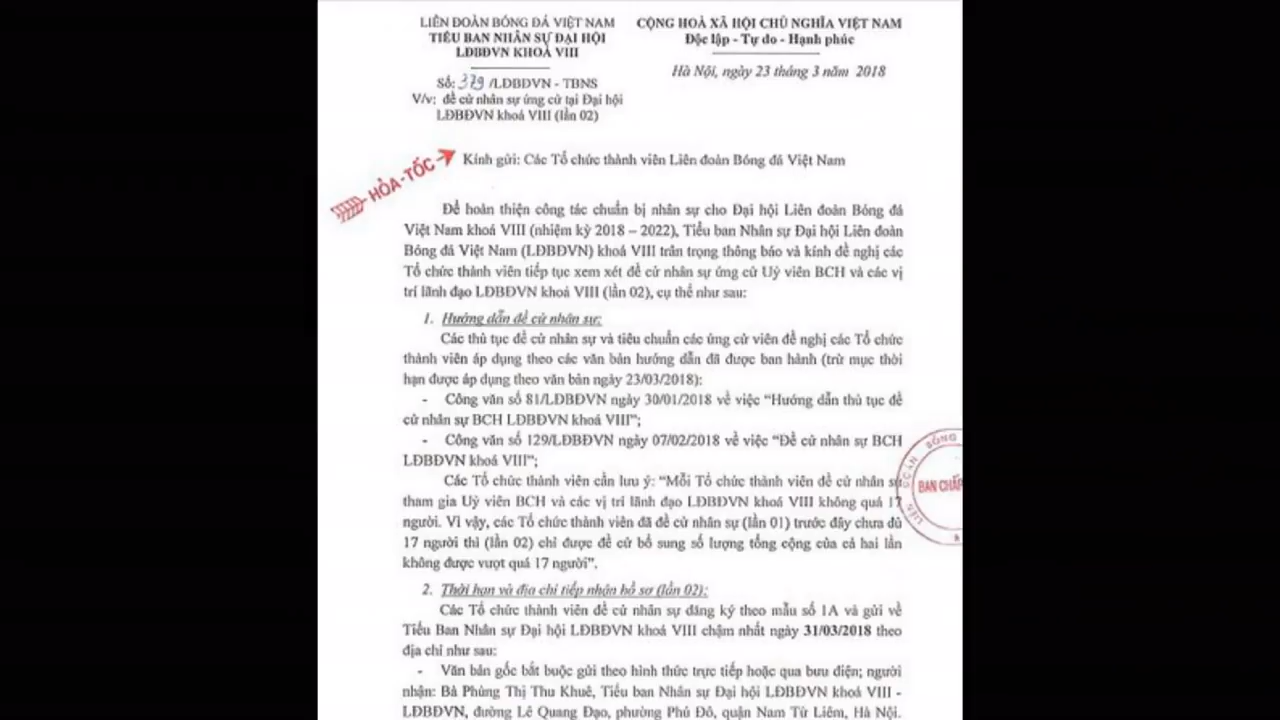 LIÊN ĐOÀN BÓNG ĐÁ VIỆT NAM
TIỂU BAN NHÂN SỰ ĐẠI HỘI
LĐBĐVN KHOÁ VIII
Số: 379 /LĐBĐVN - TBNS
V/v: đề cử nhân sự ứng cử tại Đại hội
LĐBĐVN khoá VIII (lần 02)
CỘNG HOÀ XÃ HỘI CHỦ NGHĨA VIỆT NAM
Độc lập - Tự do - Hạnh phúc
Hà Nội, ngày 23 tháng 3 năm 2018
HỎA-TỐC
Kính gửi: Các Tổ chức thành viên Liên đoàn Bóng đá Việt Nam
Để hoàn thiện công tác chuẩn bị nhân sự cho Đại hội Liên đoàn Bóng đá
Việt Nam khoá VIII (nhiệm kỳ 2018 – 2022), Tiểu ban Nhân sự Đại hội Liên đoàn
Bóng đá Việt Nam (LĐBĐVN) khoá VIII trân trọng thông báo và kính đề nghị các
Tổ chức thành viên tiếp tục xem xét đề cử nhân sự ứng cử Uỷ viên BCH và các vị
trí lãnh đạo LĐBĐVN khoá VIII (lần 02), cụ thể như sau:
1. Hướng dẫn đề cử nhân sự:
Các thủ tục đề cử nhân sự và tiêu chuẩn các ứng cử viên đề nghị các Tổ chức
thành viên áp dụng theo các văn bản hướng dẫn đã được ban hành (trừ mục thời
hạn được áp dụng theo văn bản ngày 23/03/2018):
- Công văn số 81/LĐBĐVN ngày 30/01/2018 về việc “Hướng dẫn thủ tục đề
cử nhân sự BCH LĐBĐVN khoá VIII”;
- Công văn số 129/LĐBĐVN ngày 07/02/2018 về việc “Đề cử nhân sự BCH
LĐBĐVN khoá VIII”;
Các Tổ chức thành viên cần lưu ý: “Mỗi Tổ chức thành viên đề cử nhân sự
tham gia Uỷ viên BCH và các vị trí lãnh đạo LĐBĐVN khoá VIII không quá 17
người. Vì vậy, các Tổ chức thành viên đã đề cử nhân sự (lần 01) trước đây chưa đủ
17 người thì (lần 02) chỉ được đề cử bổ sung số lượng tổng cộng của cả hai lần
không được vượt quá 17 người”.
LIÊN ĐOÀN BÓNG
BAN CHẤP
2. Thời hạn và địa chỉ tiếp nhận hồ sơ (lần 02):
Các Tổ chức thành viên đề cử nhân sự đăng ký theo mẫu số 1A và gửi về
Tiểu Ban Nhân sự Đại hội LĐBĐVN khoá VIII chậm nhất ngày 31/03/2018 theo
địa chỉ như sau:
- Văn bản gốc bắt buộc gửi theo hình thức trực tiếp hoặc qua bưu điện; người
nhận: Bà Phùng Thị Thu Khuê, Tiểu ban Nhân sự Đại hội LĐBĐVN khoá VIII -
LĐBĐVN, đường Lê Quang Đạo, phường Phú Đô, quận Nam Từ Liêm, Hà Nội.